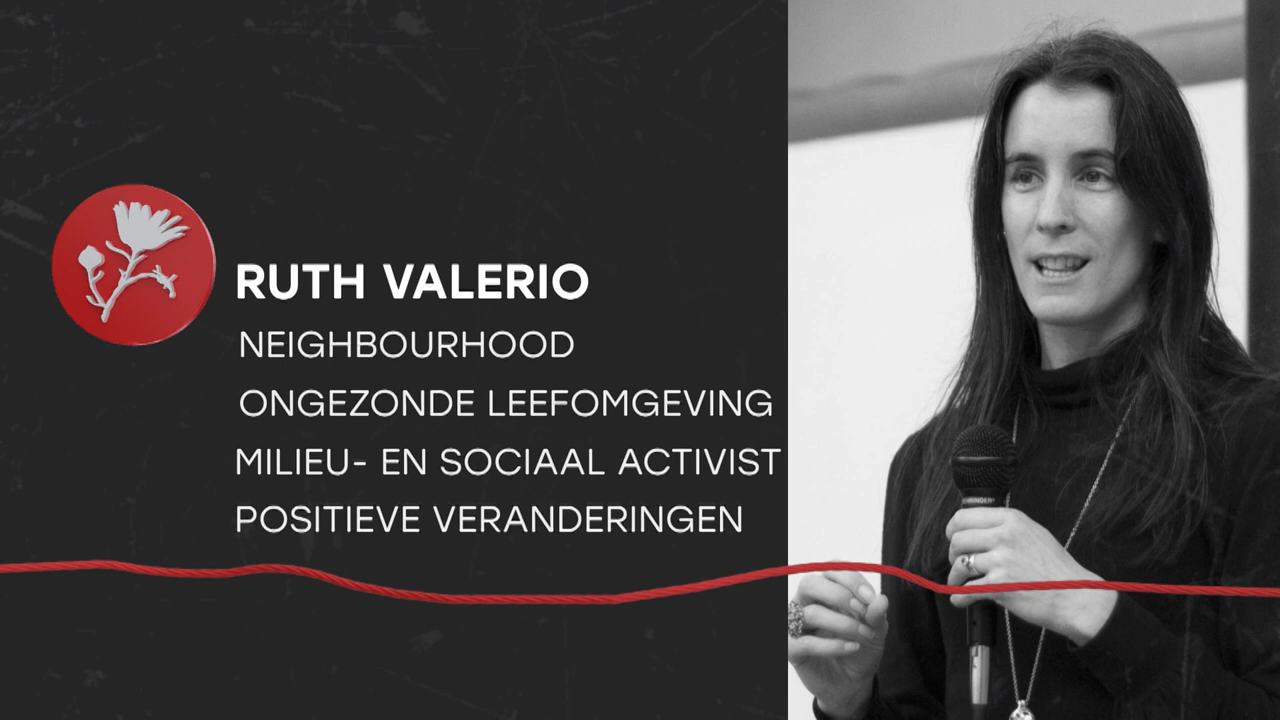 RUTH VALERIO
NEIGHBOURHOOD
ONGEZONDE LEEFOMGEVING
MILIEU- EN SOCIAAL ACTIVIST
POSITIEVE VERANDERINGEN